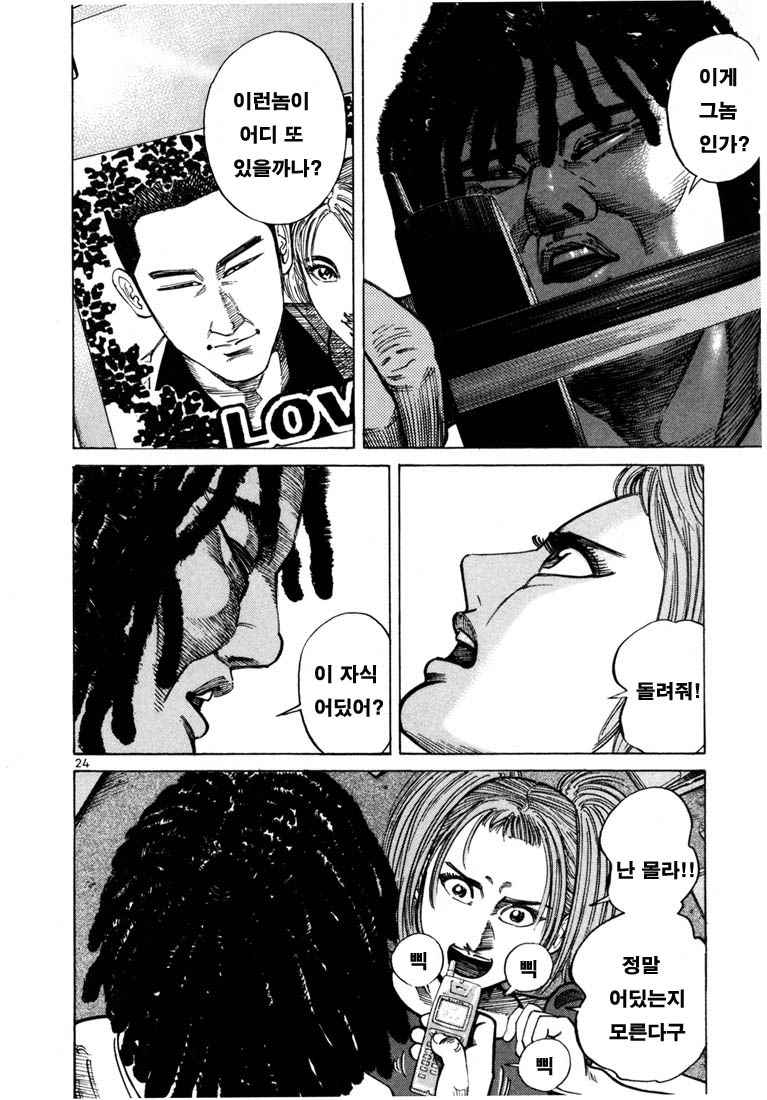 이게
그놈
인가?
이런놈이
어디 또
있을까나?
LOV
돌려줘!
이 자식
어딨어?
24
난 몰라!!
정말
어딨는지
모른다구
삑
삑
삑